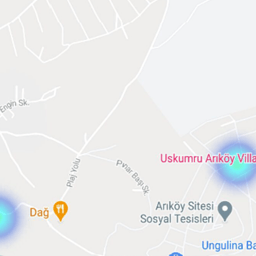 Engin Sk.
Uskumru Arıköy Villa
Plaj Yolu
Pınar Başı Sk.
Dağ
Arıköy Sitesi
Sosyal Tesisleri
Ungulina Ba